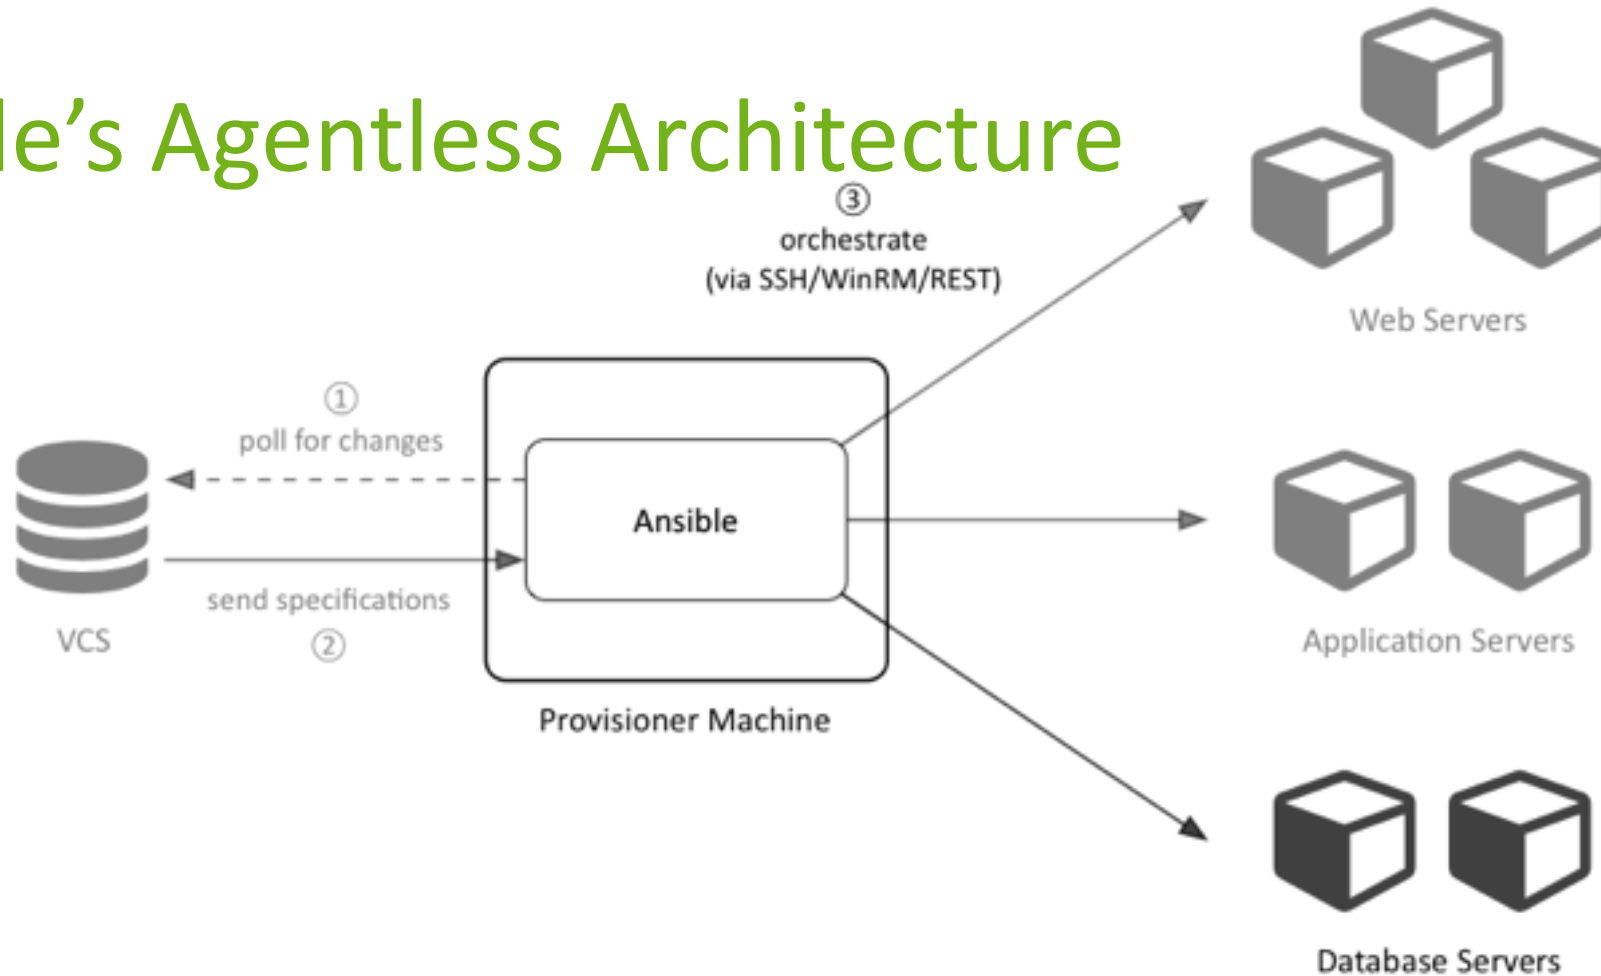 le’s Agentless Architecture
③
orchestrate
(via SSH/WinRM/REST)
Web Servers
①
poll for changes
Ansible
send specifications
②
VCS
Application Servers
Provisioner Machine
Database Servers